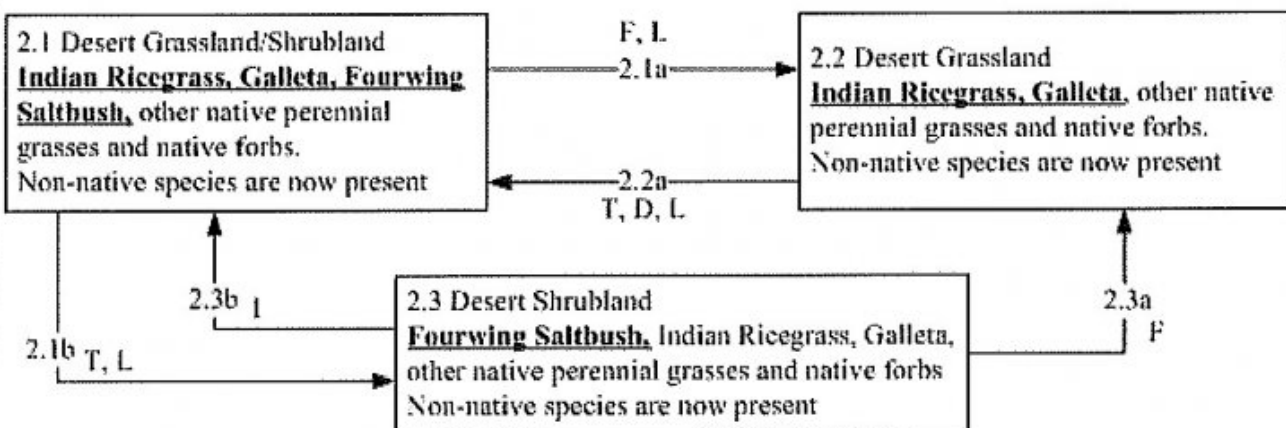 2.1 Desert Grassland/Shrubland
Indian Ricegrass, Galleta, Fourwing
Saltbush, other native perennial
grasses and native forbs.
Non-native species are now present
F, L
2.1a
2.2 Desert Grassland
Indian Ricegrass, Galleta, other native
perennial grasses and native forbs.
Non-native species are now present
2.2a
T, D, L
2.3b
2.1b T, L
2.3 Desert Shrubland
Fourwing Saltbush, Indian Ricegrass, Galleta,
other native perennial grasses and native forbs
Non-native species are now present
2.3a
F